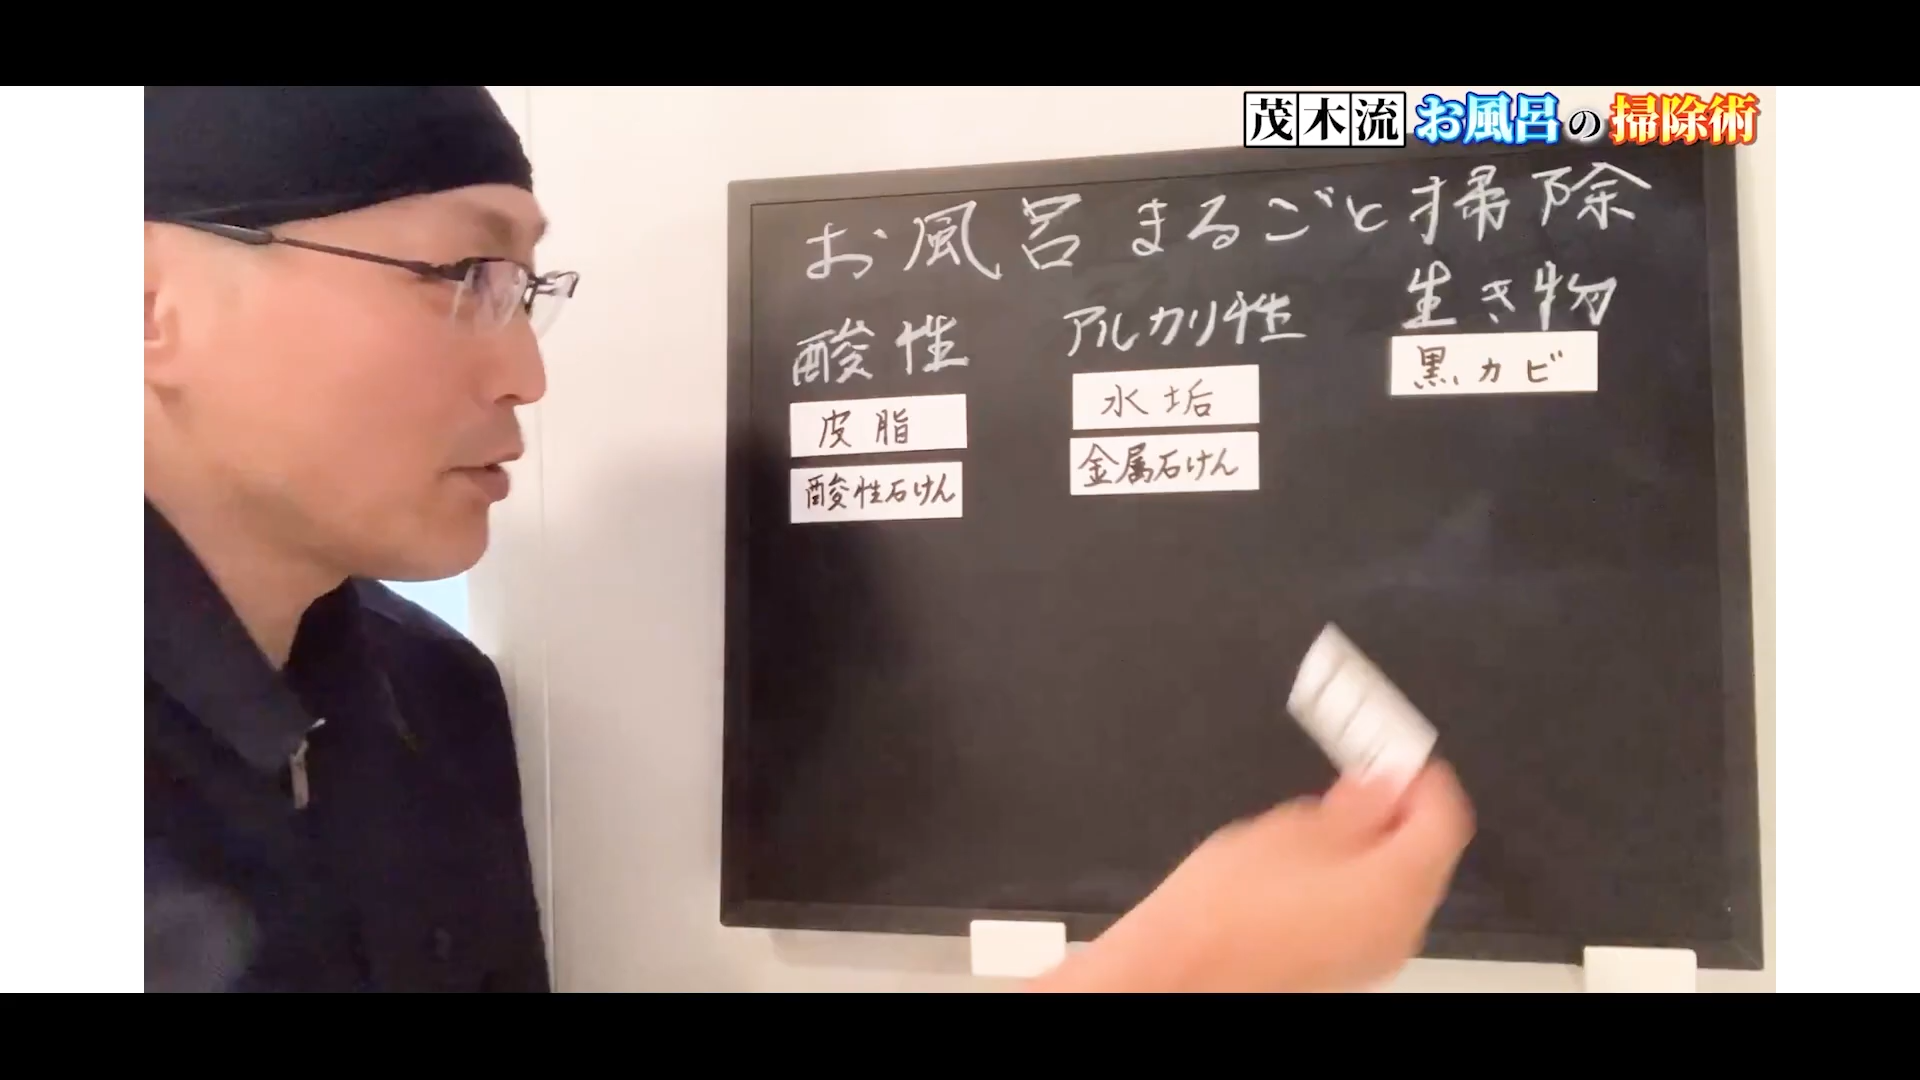 茂木流 お風呂の掃除術
お風呂まるごと掃除
酸性
皮脂
酸性石けん
アルカリ性
水垢
金属石けん
生き物
黒カビ